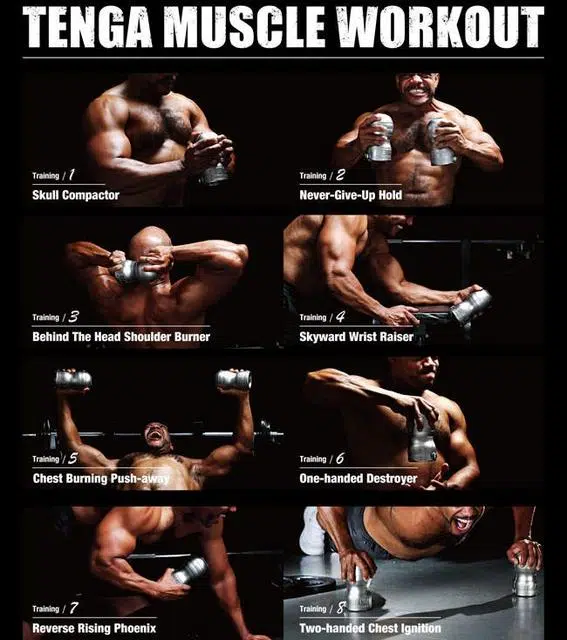 TENGA MUSCLE WORKOUT
Training / 1
Skull Compactor
Training / 2
Never-Give-Up Hold
Training / 3
Behind The Head Shoulder Burner
Training / 4
Skyward Wrist Raiser
Training / 5
Chest Burning Push-away
Training / 6
One-handed Destroyer
Training / 7
Reverse Rising Phoenix
Training / 8
Two-handed Chest Ignition